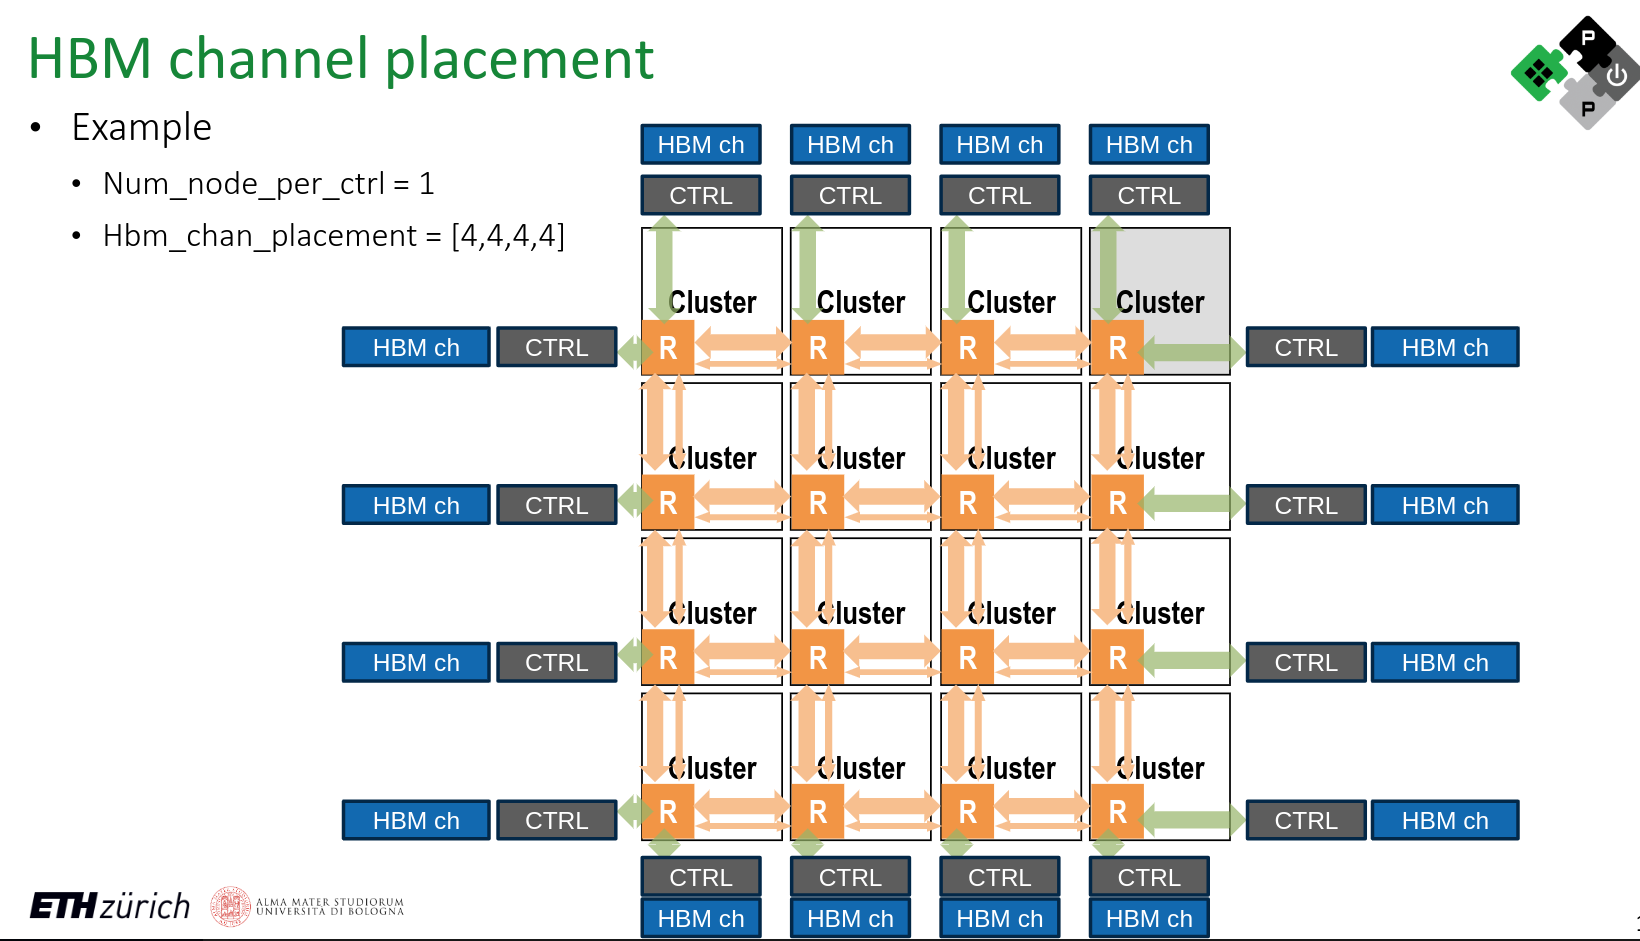 HBM channel placement
• Example
• Num_node_per_ctrl = 1
• Hbm_chan_placement = [4,4,4,4]
P
P
HBM ch HBM ch HBM ch HBM ch
CTRL CTRL CTRL CTRL
Cluster Cluster Cluster Cluster
HBM ch CTRL R R R R CTRL HBM ch
Cluster Cluster Cluster Cluster
HBM ch CTRL R R R R CTRL HBM ch
Cluster Cluster Cluster Cluster
HBM ch CTRL R R R R CTRL HBM ch
Cluster Cluster Cluster Cluster
HBM ch CTRL R R R R CTRL HBM ch
CTRL CTRL CTRL CTRL
HBM ch HBM ch HBM ch HBM ch
ETH zürich
ALMA MATER STUDIORUM
UNIVERSITÀ DI BOLOGNA